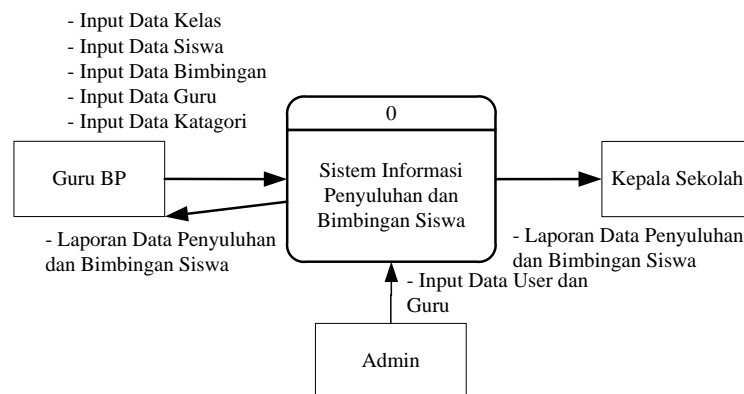 - Input Data Kelas
- Input Data Siswa
- Input Data Bimbingan
- Input Data Guru
- Input Data Katagori
0
Guru BP
Sistem Informasi
Penyuluhan dan
Bimbingan Siswa
Kepala Sekolah
- Laporan Data Penyuluhan
dan Bimbingan Siswa
- Laporan Data Penyuluhan
dan Bimbingan Siswa
- Input Data User dan
Guru
Admin